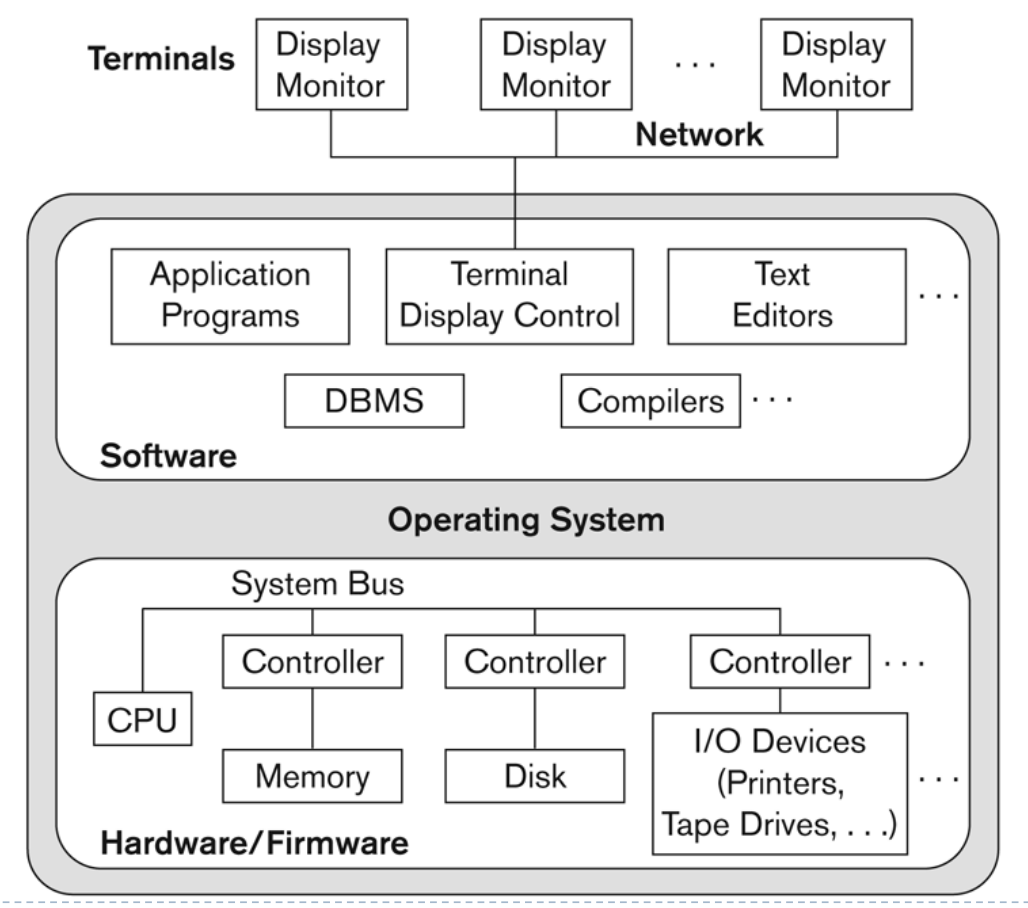 Terminals
Display
Monitor
Display
Monitor
. . .
Display
Monitor
Network
Application
Programs
Terminal
Display Control
Text
Editors
. . .
DBMS
Compilers
. . .
Software
Operating System
System Bus
CPU
Controller
Memory
Controller
Disk
Controller
. . .
I/O Devices
(Printers,
Tape Drives, . . .)
. . .
Hardware/Firmware